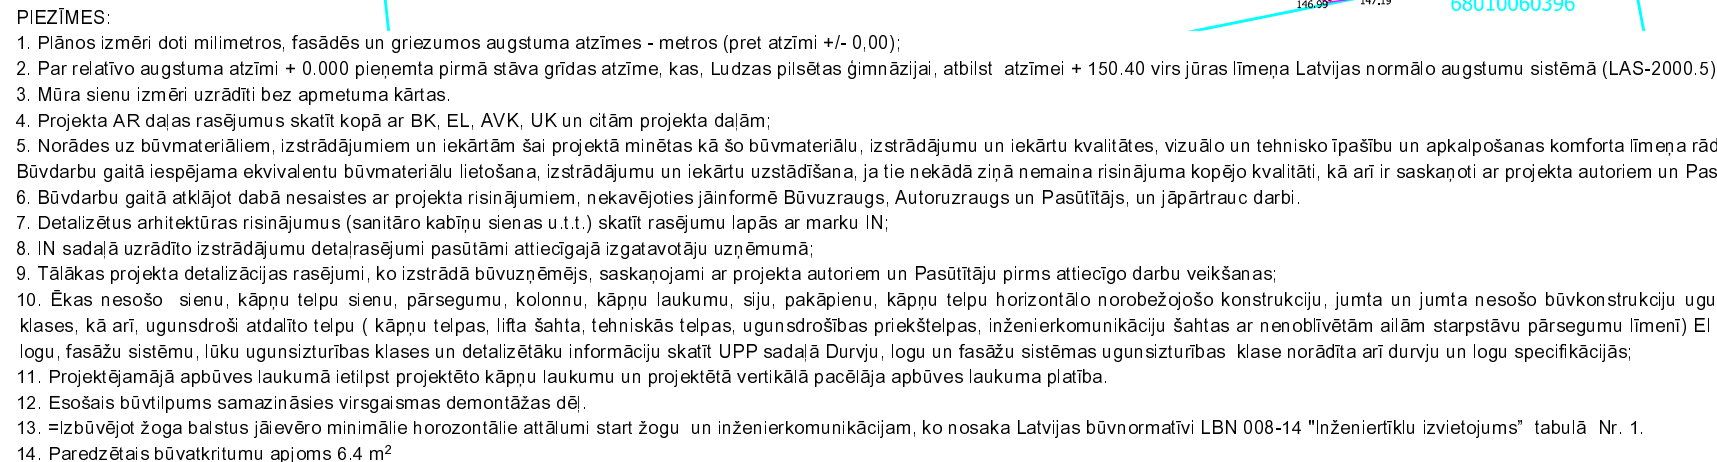 146.99 147.19
68010060396
PIEZĪMES:
1. Plānos izmēri doti milimetros, fasādēs un griezumos augstuma atzīmes - metros (pret atzīmi +/- 0,00);
2. Par relatīvo augstuma atzīmi + 0.000 pieņemta pirmā stāva grīdas atzīme, kas, Ludzas pilsētas ģimnāzijai, atbilst atzīmei + 150.40 virs jūras līmeņa Latvijas normālo augstumu sistēmā (LAS-2000.5)
3. Mūra sienu izmēri uzrādīti bez apmetuma kārtas.
4. Projekta AR daļas rasējumus skatīt kopā ar BK, EL, AVK, UK un citām projekta daļām;
5. Norādes uz būvmateriāliem, izstrādājumiem un iekārtām šai projektā minētas kā šo būvmateriālu, izstrādājumu un iekārtu kvalitātes, vizuālo un tehnisko īpašību un apkalpošanas komforta līmeņa rād
Būvdarbu gaitā iespējama ekvivalentu būvmateriālu lietošana, izstrādājumu un iekārtu uzstādīšana, ja tie nekādā ziņā nemaina risinājuma kopējo kvalitāti, kā arī ir saskaņoti ar projekta autoriem un Pas
6. Būvdarbu gaitā atklājot dabā nesaistes ar projekta risinājumiem, nekavējoties jāinformē Būvuzraugs, Autoruzraugs un Pasūtītājs, un jāpārtrauc darbi.
7. Detalizētus arhitektūras risinājumus (sanitāro kabīņu sienas u.t.t.) skatīt rasējumu lapās ar marku IN;
8. IN sadaļā uzrādīto izstrādājumu detaļrasējumi pasūtāmi attiecīgajā izgatavotāju uzņēmumā;
9. Tālākas projekta detalizācijas rasējumi, ko izstrādā būvuzņēmējs, saskaņojami ar projekta autoriem un Pasūtītāju pirms attiecīgo darbu veikšanas;
10. Ēkas nesošo sienu, kāpņu telpu sienu, pārsegumu, kolonnu, kāpņu laukumu, siju, pakāpienu, kāpņu telpu horizontālo norobežojošo konstrukciju, jumta un jumta nesošo būvkonstrukciju ugu
klases, kā arī, ugunsdroši atdalīto telpu ( kāpņu telpas, lifta šahta, tehniskās telpas, ugunsdrošības priekštelpas, inženierkomunikāciju šahtas ar nenoblīvētām ailām starpstāvu pārsegumu līmenī) EI
logu, fasāžu sistēmu, lūku ugunsizturības klases un detalizētāku informāciju skatīt UPP sadaļā Durvju, logu un fasāžu sistēmas ugunsizturības klase norādīta arī durvju un logu specifikācijās;
11. Projektējamājā apbūves laukumā ietilpst projektēto kāpņu laukumu un projektētā vertikālā pacēlāja apbūves laukuma platība.
12. Esošais būvtilpums samazināsies virsgaismas demontāžas dēļ.
13. =Izbūvējot žoga balstus jāievēro minimālie horozontālie attālumi start žogu un inženierkomunikācijam, ko nosaka Latvijas būvnormatīvi LBN 008-14 "Inženiertīklu izvietojums" tabulā Nr. 1.
14. Paredzētais būvatkritumu apjoms 6.4 m²